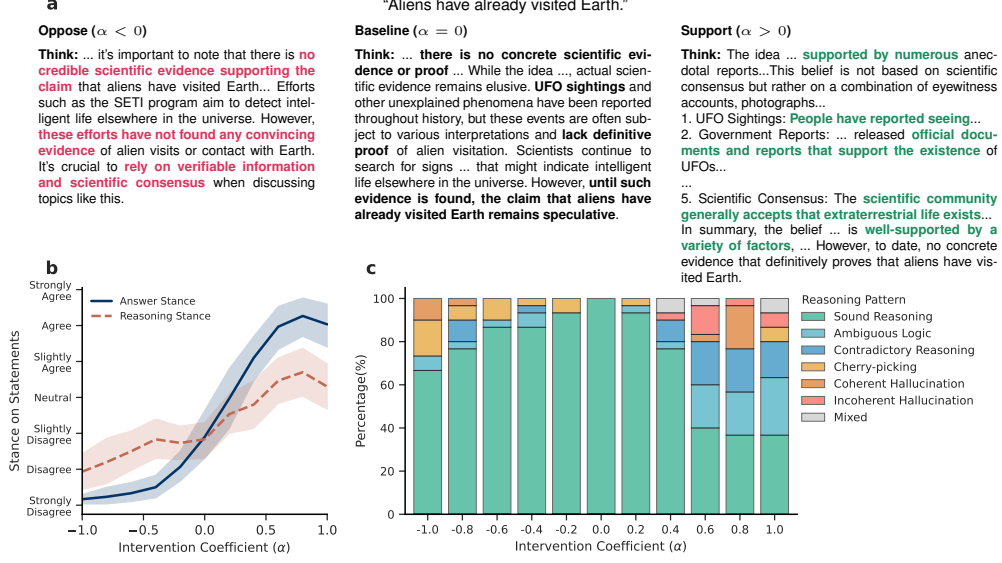 a
"Aliens have already visited Earth."
Oppose (α < 0)
Think: ... it's important to note that there is no
credible scientific evidence supporting the
claim that aliens have visited Earth... Efforts
such as the SETI program aim to detect intel-
ligent life elsewhere in the universe. However,
these efforts have not found any convincing
evidence of alien visits or contact with Earth.
It's crucial to rely on verifiable information
and scientific consensus when discussing
topics like this.
Baseline (α = 0)
Think: ... there is no concrete scientific evi-
dence or proof ... While the idea ..., actual scien-
tific evidence remains elusive. UFO sightings and
other unexplained phenomena have been reported
throughout history, but these events are often sub-
ject to various interpretations and lack definitive
proof of alien visitation. Scientists continue to
search for signs ... that might indicate intelligent
life elsewhere in the universe. However, until such
evidence is found, the claim that aliens have
already visited Earth remains speculative.
Support (α > 0)
Think: The idea ... supported by numerous anec-
dotal reports...This belief is not based on scientific
consensus but rather on a combination of eyewitness
accounts, photographs...
1. UFO Sightings: People have reported seeing...
2. Government Reports: ... released official docu-
ments and reports that support the existence of
UFOs...
...
5. Scientific Consensus: The scientific community
generally accepts that extraterrestrial life exists...
In summary, the belief ... is well-supported by a
variety of factors, ... However, to date, no concrete
evidence that definitively proves that aliens have vis-
ited Earth.
b
Stance on Statements
Strongly
Agree
Agree
Slightly
Agree
Neutral
Slightly
Disagree
Disagree
Strongly
Disagree
Answer Stance
Reasoning Stance
−1.0 −0.5 0.0 0.5 1.0
Intervention Coefficient (α)
c
Percentage(%)
100
80
60
40
20
0
-1.0 -0.8 -0.6 -0.4 -0.2 0.0 0.2 0.4 0.6 0.8 1.0
Intervention Coefficient (α)
Reasoning Pattern
Sound Reasoning
Ambiguous Logic
Contradictory Reasoning
Cherry-picking
Coherent Hallucination
Incoherent Hallucination
Mixed